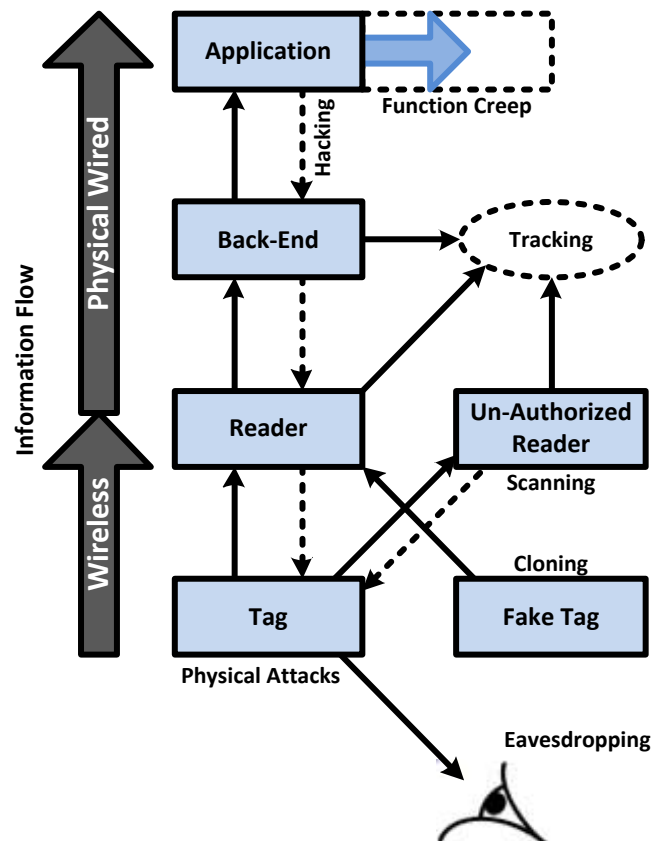 Application
Function Creep
Hacking
Physical Wired
Back-End
Tracking
Information Flow
Reader
Un-Authorized
Reader
Scanning
Wireless
Cloning
Tag
Fake Tag
Physical Attacks
Eavesdropping